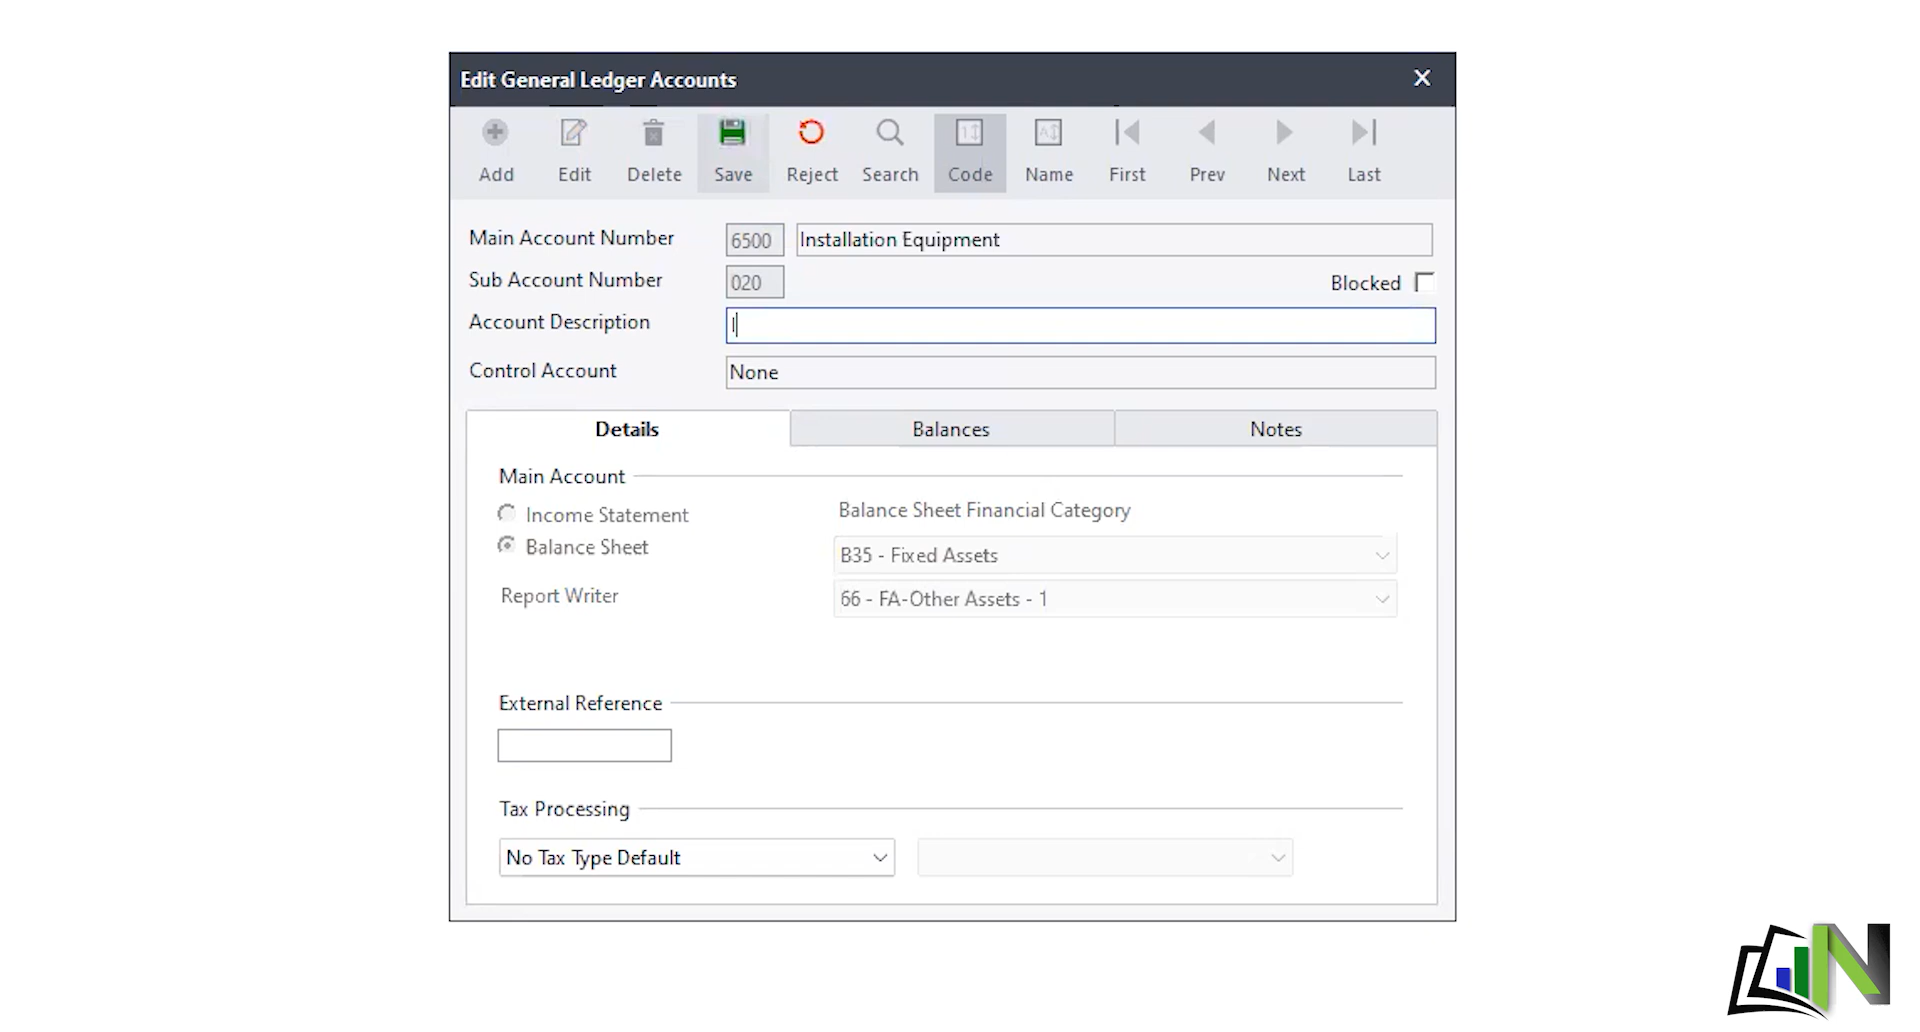 Edit General Ledger Accounts
Add Edit Delete Save Reject Search Code Name First Prev Next Last
Main Account Number 6500 Installation Equipment
Sub Account Number 020 Blocked
Account Description I
Control Account None
Details Balances Notes
Main Account
Income Statement Balance Sheet Financial Category
Balance Sheet B35 - Fixed Assets
Report Writer 66 - FA-Other Assets - 1
External Reference
Tax Processing
No Tax Type Default
N